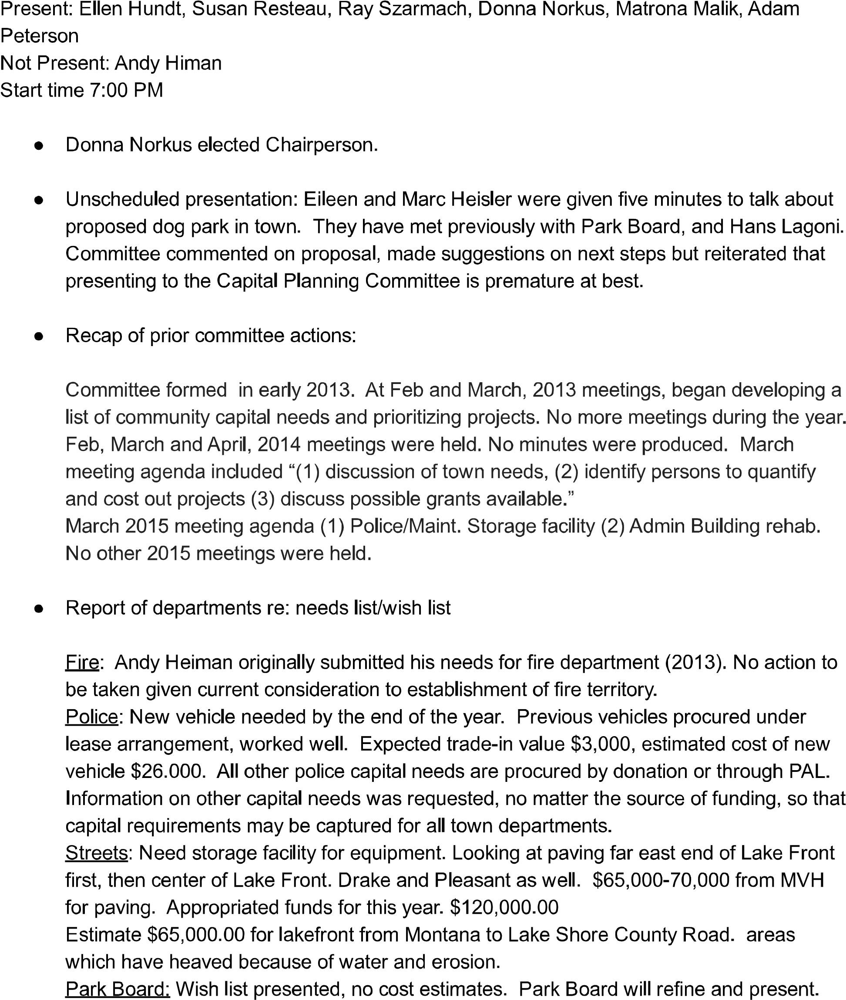 Present: Ellen Hundt, Susan Resteau, Ray Szarmach, Donna Norkus, Matrona Malik, Adam
Peterson
Not Present: Andy Himan
Start time 7:00 PM
● Donna Norkus elected Chairperson.
● Unscheduled presentation: Eileen and Marc Heisler were given five minutes to talk about
proposed dog park in town.  They have met previously with Park Board, and Hans Lagoni.
Committee commented on proposal, made suggestions on next steps but reiterated that
presenting to the Capital Planning Committee is premature at best.
● Recap of prior committee actions:
Committee formed  in early 2013.  At Feb and March, 2013 meetings, began developing a
list of community capital needs and prioritizing projects. No more meetings during the year.
Feb, March and April, 2014 meetings were held. No minutes were produced.  March
meeting agenda included “(1) discussion of town needs, (2) identify persons to quantify
and cost out projects (3) discuss possible grants available.”
March 2015 meeting agenda (1) Police/Maint. Storage facility (2) Admin Building rehab.
No other 2015 meetings were held.
● Report of departments re: needs list/wish list
Fire:  Andy Heiman originally submitted his needs for fire department (2013). No action to
be taken given current consideration to establishment of fire territory.
Police: New vehicle needed by the end of the year.  Previous vehicles procured under
lease arrangement, worked well.  Expected trade-in value $3,000, estimated cost of new
vehicle $26.000.  All other police capital needs are procured by donation or through PAL.
Information on other capital needs was requested, no matter the source of funding, so that
capital requirements may be captured for all town departments.
Streets: Need storage facility for equipment. Looking at paving far east end of Lake Front
first, then center of Lake Front. Drake and Pleasant as well.  $65,000-70,000 from MVH
for paving.  Appropriated funds for this year. $120,000.00
Estimate $65,000.00 for lakefront from Montana to Lake Shore County Road.  areas
which have heaved because of water and erosion.
Park Board: Wish list presented, no cost estimates.  Park Board will refine and present.